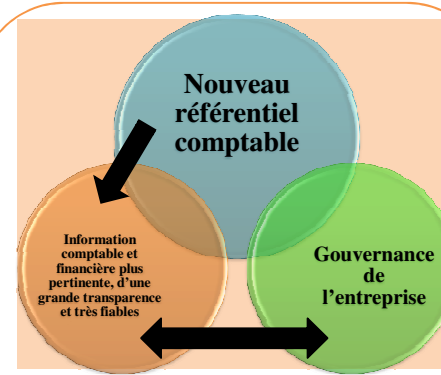 Nouveau
référentiel
comptable
Information
comptable et
financière plus
pertinente, d'une
grande transparence
et très fiables
Gouvernance
de
l'entreprise